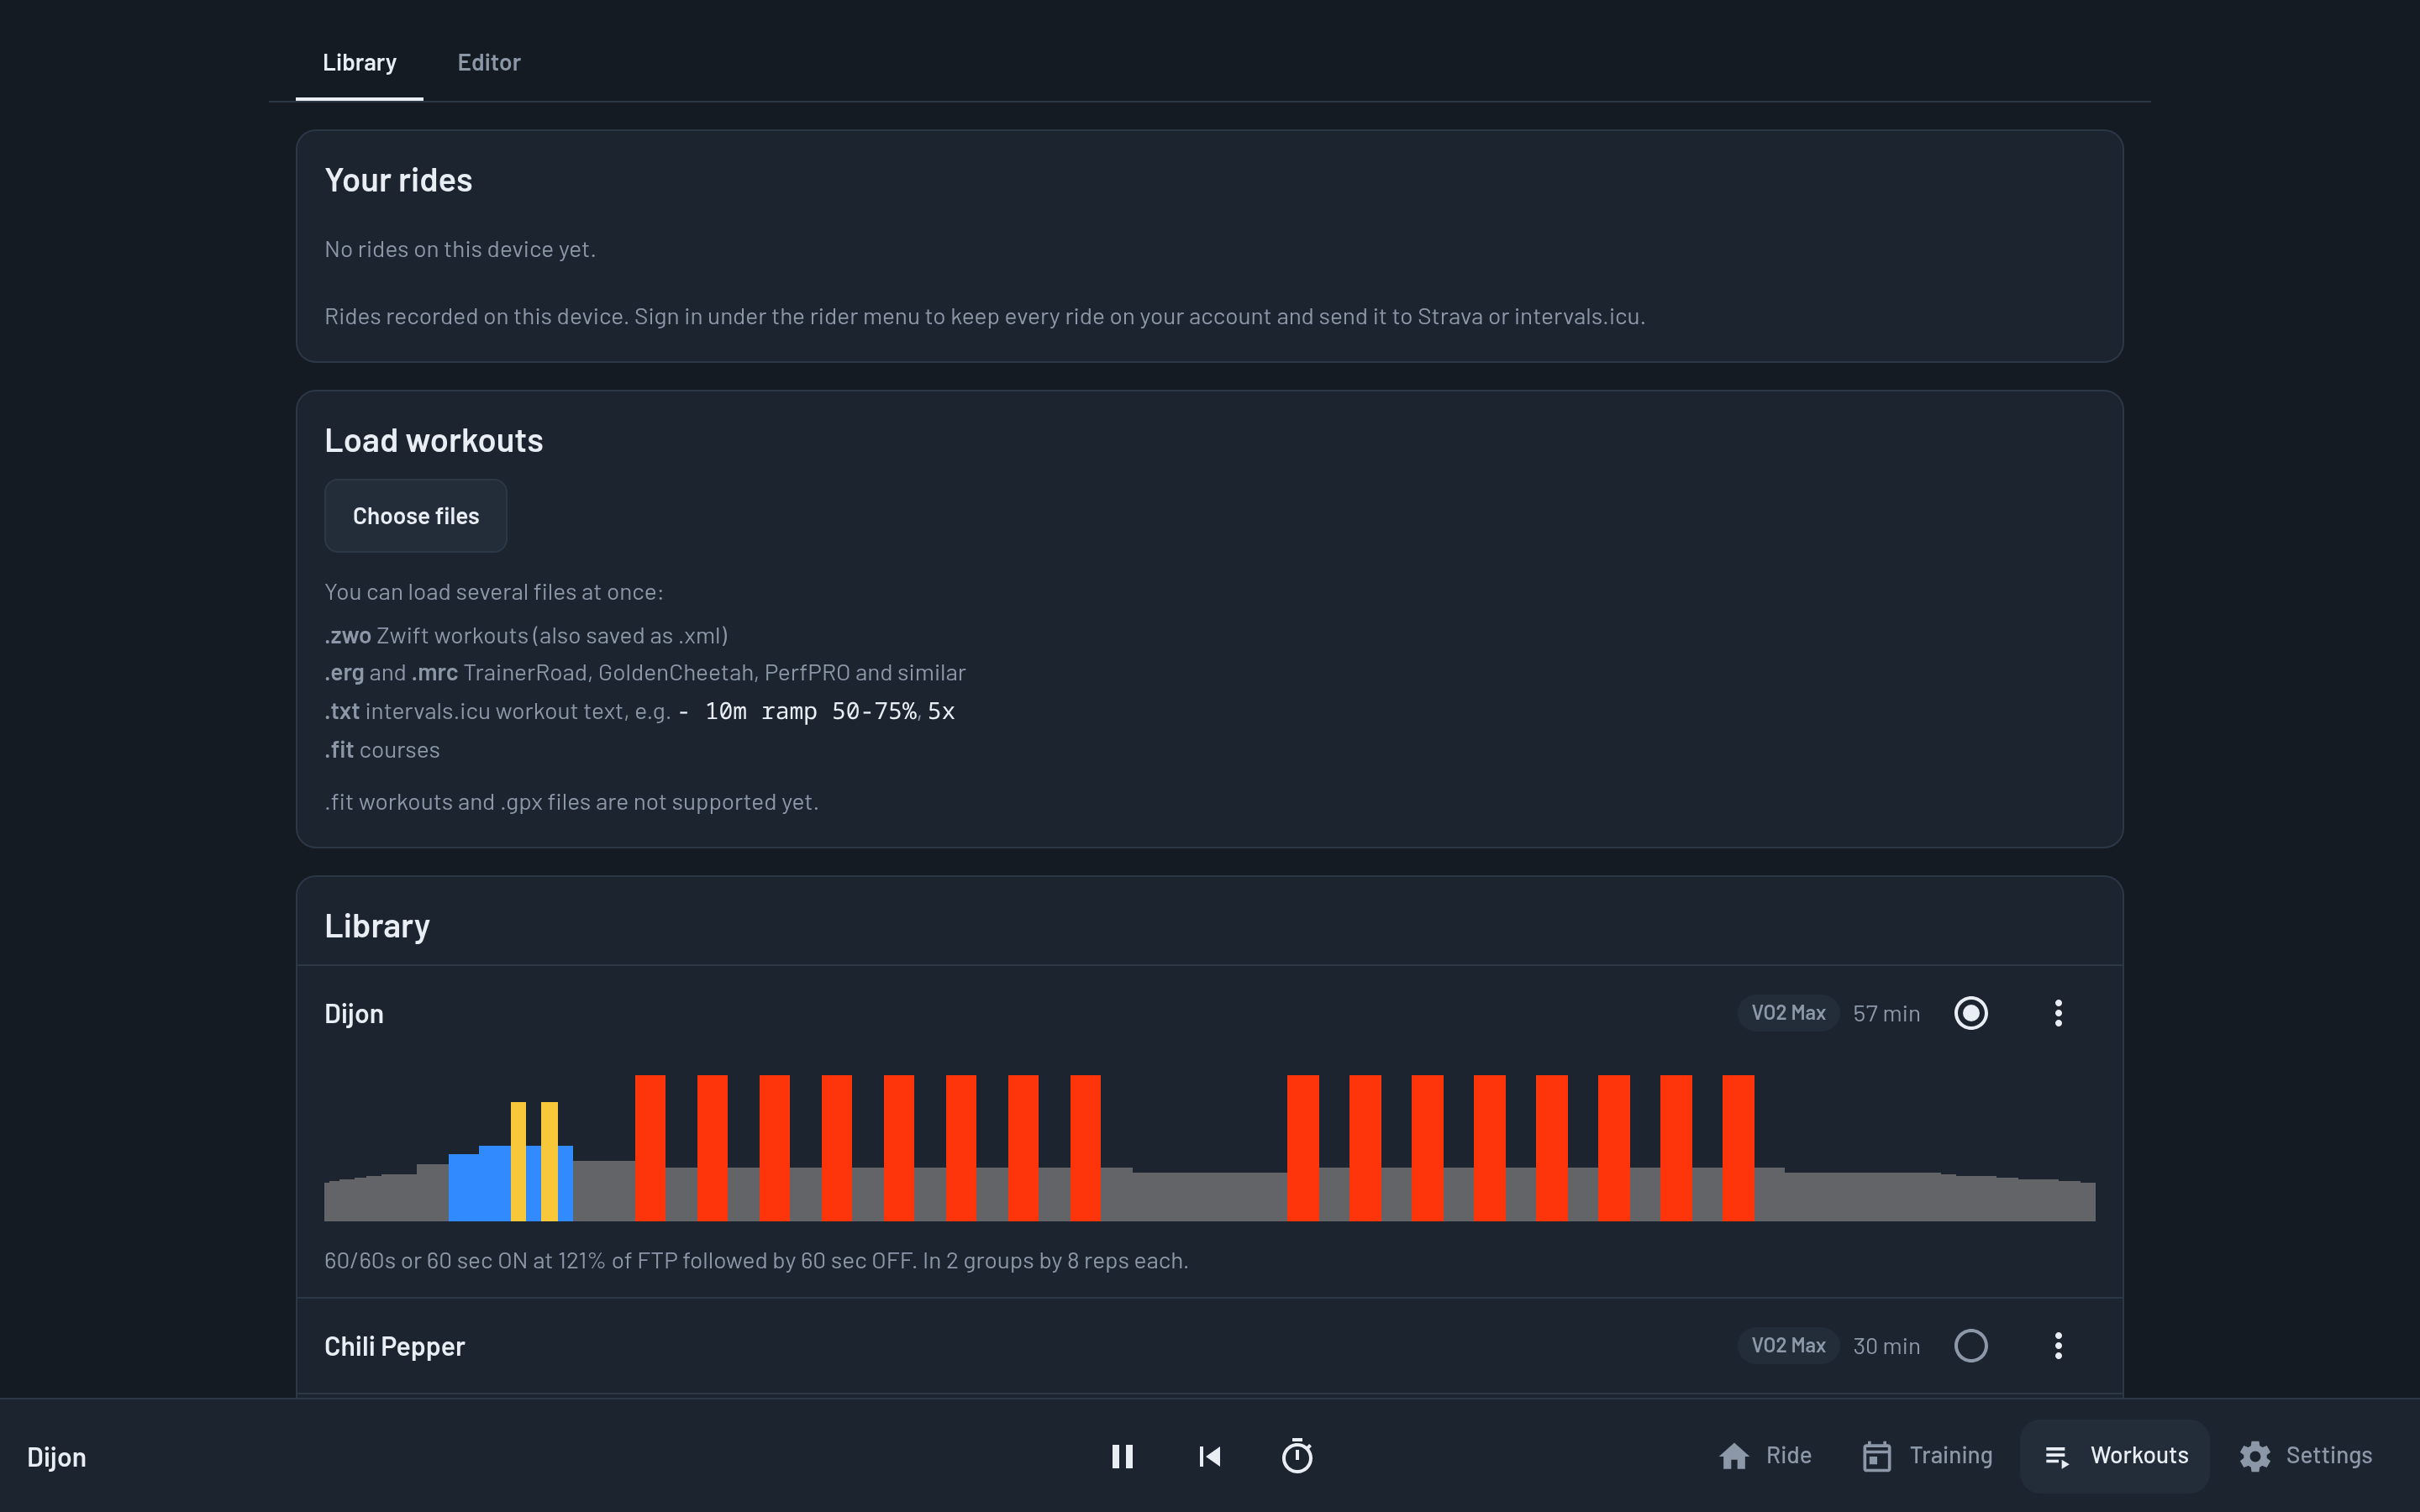 Library Editor
Your rides
No rides on this device yet.
Rides recorded on this device. Sign in under the rider menu to keep every ride on your account and send it to Strava or intervals.icu.
Load workouts
Choose files
You can load several files at once:
.zwo Zwift workouts (also saved as .xml)
.erg and .mrc TrainerRoad, GoldenCheetah, PerfPRO and similar
.txt intervals.icu workout text, e.g. - 10m ramp 50-75%, 5x
.fit courses
.fit workouts and .gpx files are not supported yet.
Library
Dijon VO2 Max 57 min
60/60s or 60 sec ON at 121% of FTP followed by 60 sec OFF. In 2 groups by 8 reps each.
Chili Pepper VO2 Max 30 min
Dijon Ride Training Workouts Settings